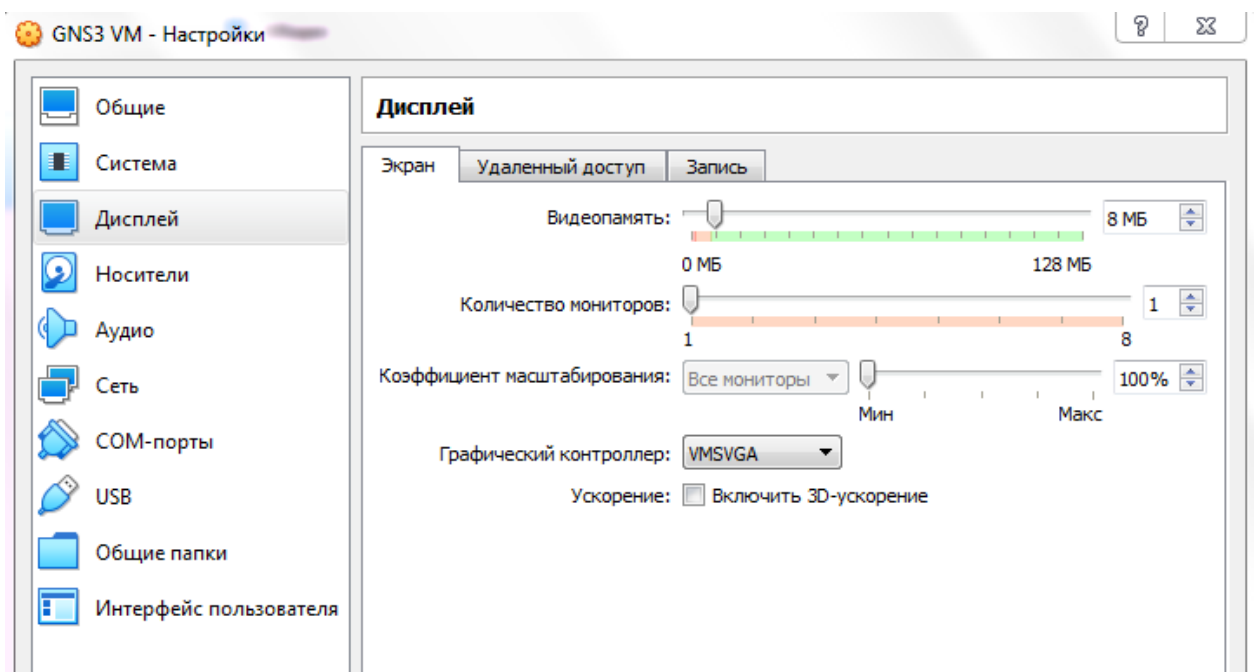 GNS3 VM - Настройки
Общие
Система
Дисплей
Носители
Аудио
Сеть
COM-порты
USB
Общие папки
Интерфейс пользователя
Дисплей
Экран Удаленный доступ Запись
Видеопамять: 8 МБ
0 МБ 128 МБ
Количество мониторов: 1
1 8
Коэффициент масштабирования: Все мониторы 100%
Мин Макс
Графический контроллер: VMSVGA
Ускорение: Включить 3D-ускорение